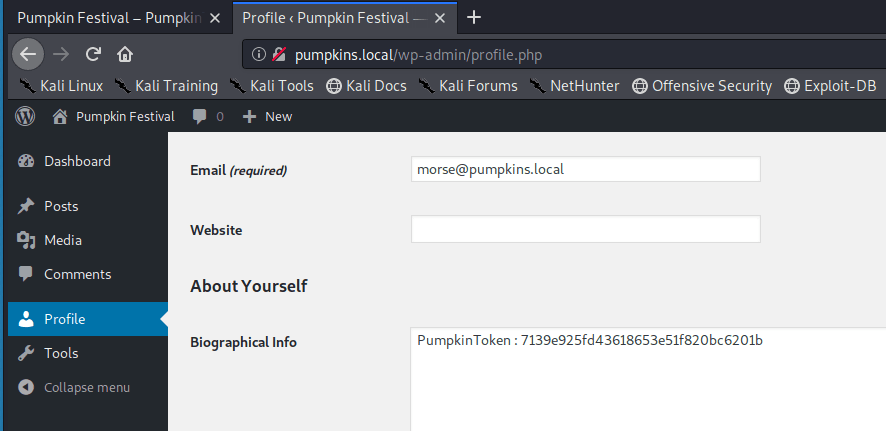 Pumpkin Festival – Pumpkin
Profile ‹ Pumpkin Festival —
pumpkins.local/wp-admin/profile.php
Kali Linux Kali Training Kali Tools Kali Docs Kali Forums NetHunter Offensive Security Exploit-DB
Pumpkin Festival 0 New
Dashboard
Posts
Media
Comments
Profile
Tools
Collapse menu
Email (required) morse@pumpkins.local
Website
About Yourself
Biographical Info PumpkinToken : 7139e925fd43618653e51f820bc6201b